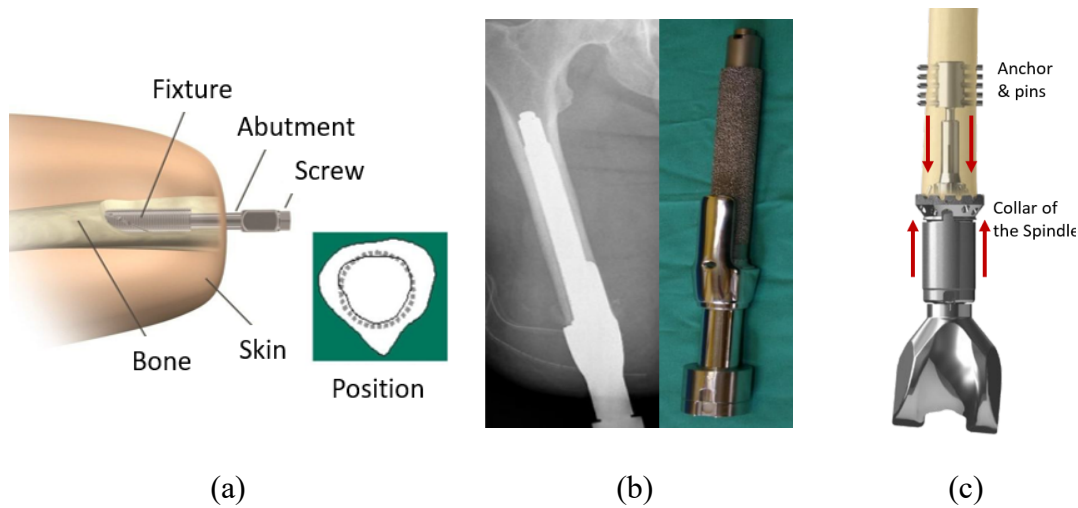 Fixture
Abutment
Screw
Bone
Skin
Position
Anchor
& pins
Collar of
the Spindle
(a)
(b)
(c)